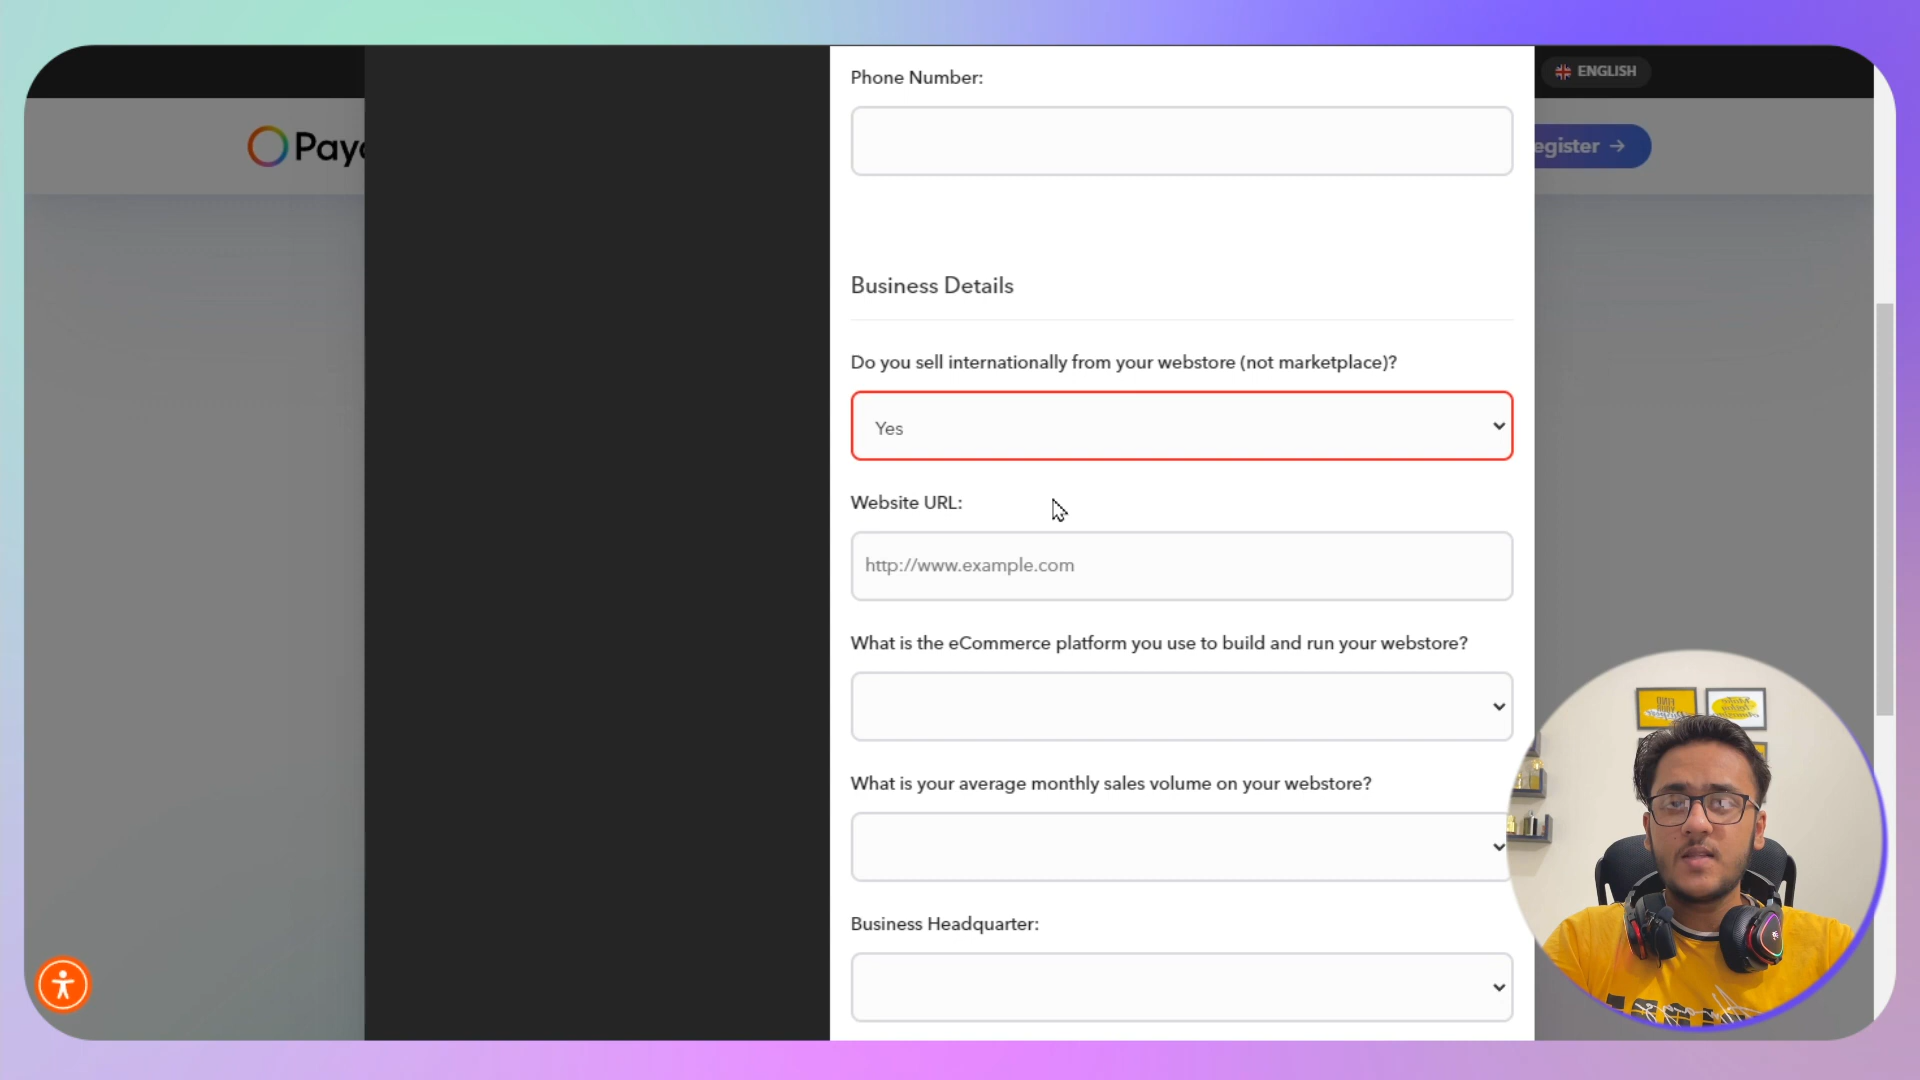 Phone Number:
ENGLISH
Payo
egister →
Business Details
Do you sell internationally from your webstore (not marketplace)?
Yes
Website URL:
http://www.example.com
What is the eCommerce platform you use to build and run your webstore?
What is your average monthly sales volume on your webstore?
Business Headquarter: